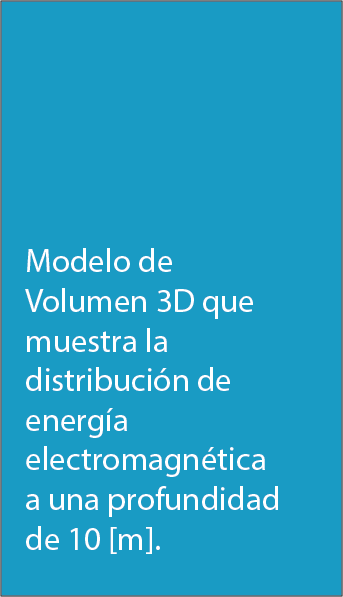 Modelo de
Volumen 3D que
muestra la
distribución de
energía
electromagnética
a una profundidad
de 10 [m].